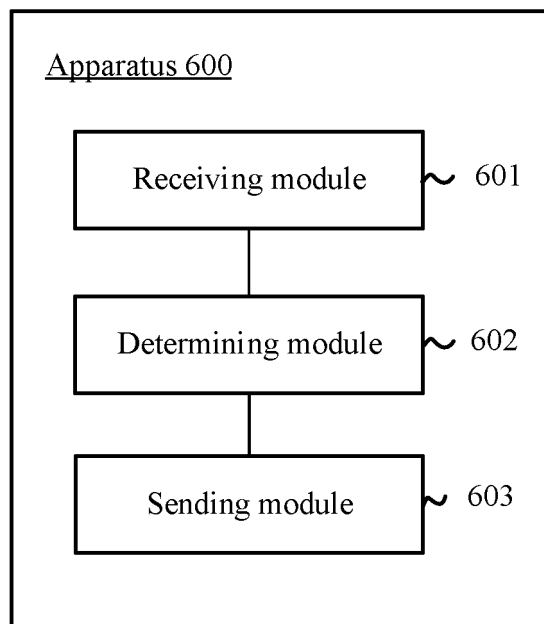 Apparatus 600
Receiving module 601
Determining module 602
Sending module 603